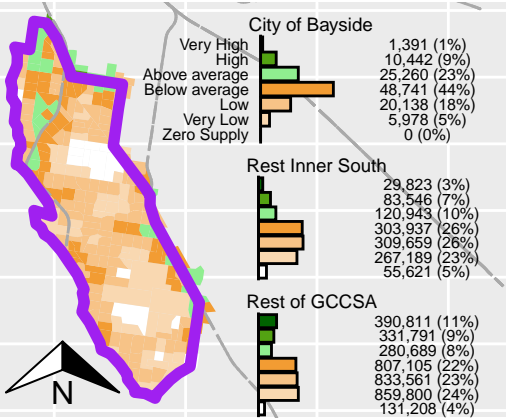 City of Bayside
Very High 1,391 (1%)
High 10,442 (9%)
Above average 25,260 (23%)
Below average 48,741 (44%)
Low 20,138 (18%)
Very Low 5,978 (5%)
Zero Supply 0 (0%)
Rest Inner South
29,823 (3%)
83,546 (7%)
120,943 (10%)
303,937 (26%)
309,659 (26%)
267,189 (23%)
55,621 (5%)
Rest of GCCSA
390,811 (11%)
331,791 (9%)
280,689 (8%)
807,105 (22%)
833,561 (23%)
859,800 (24%)
131,208 (4%)
N